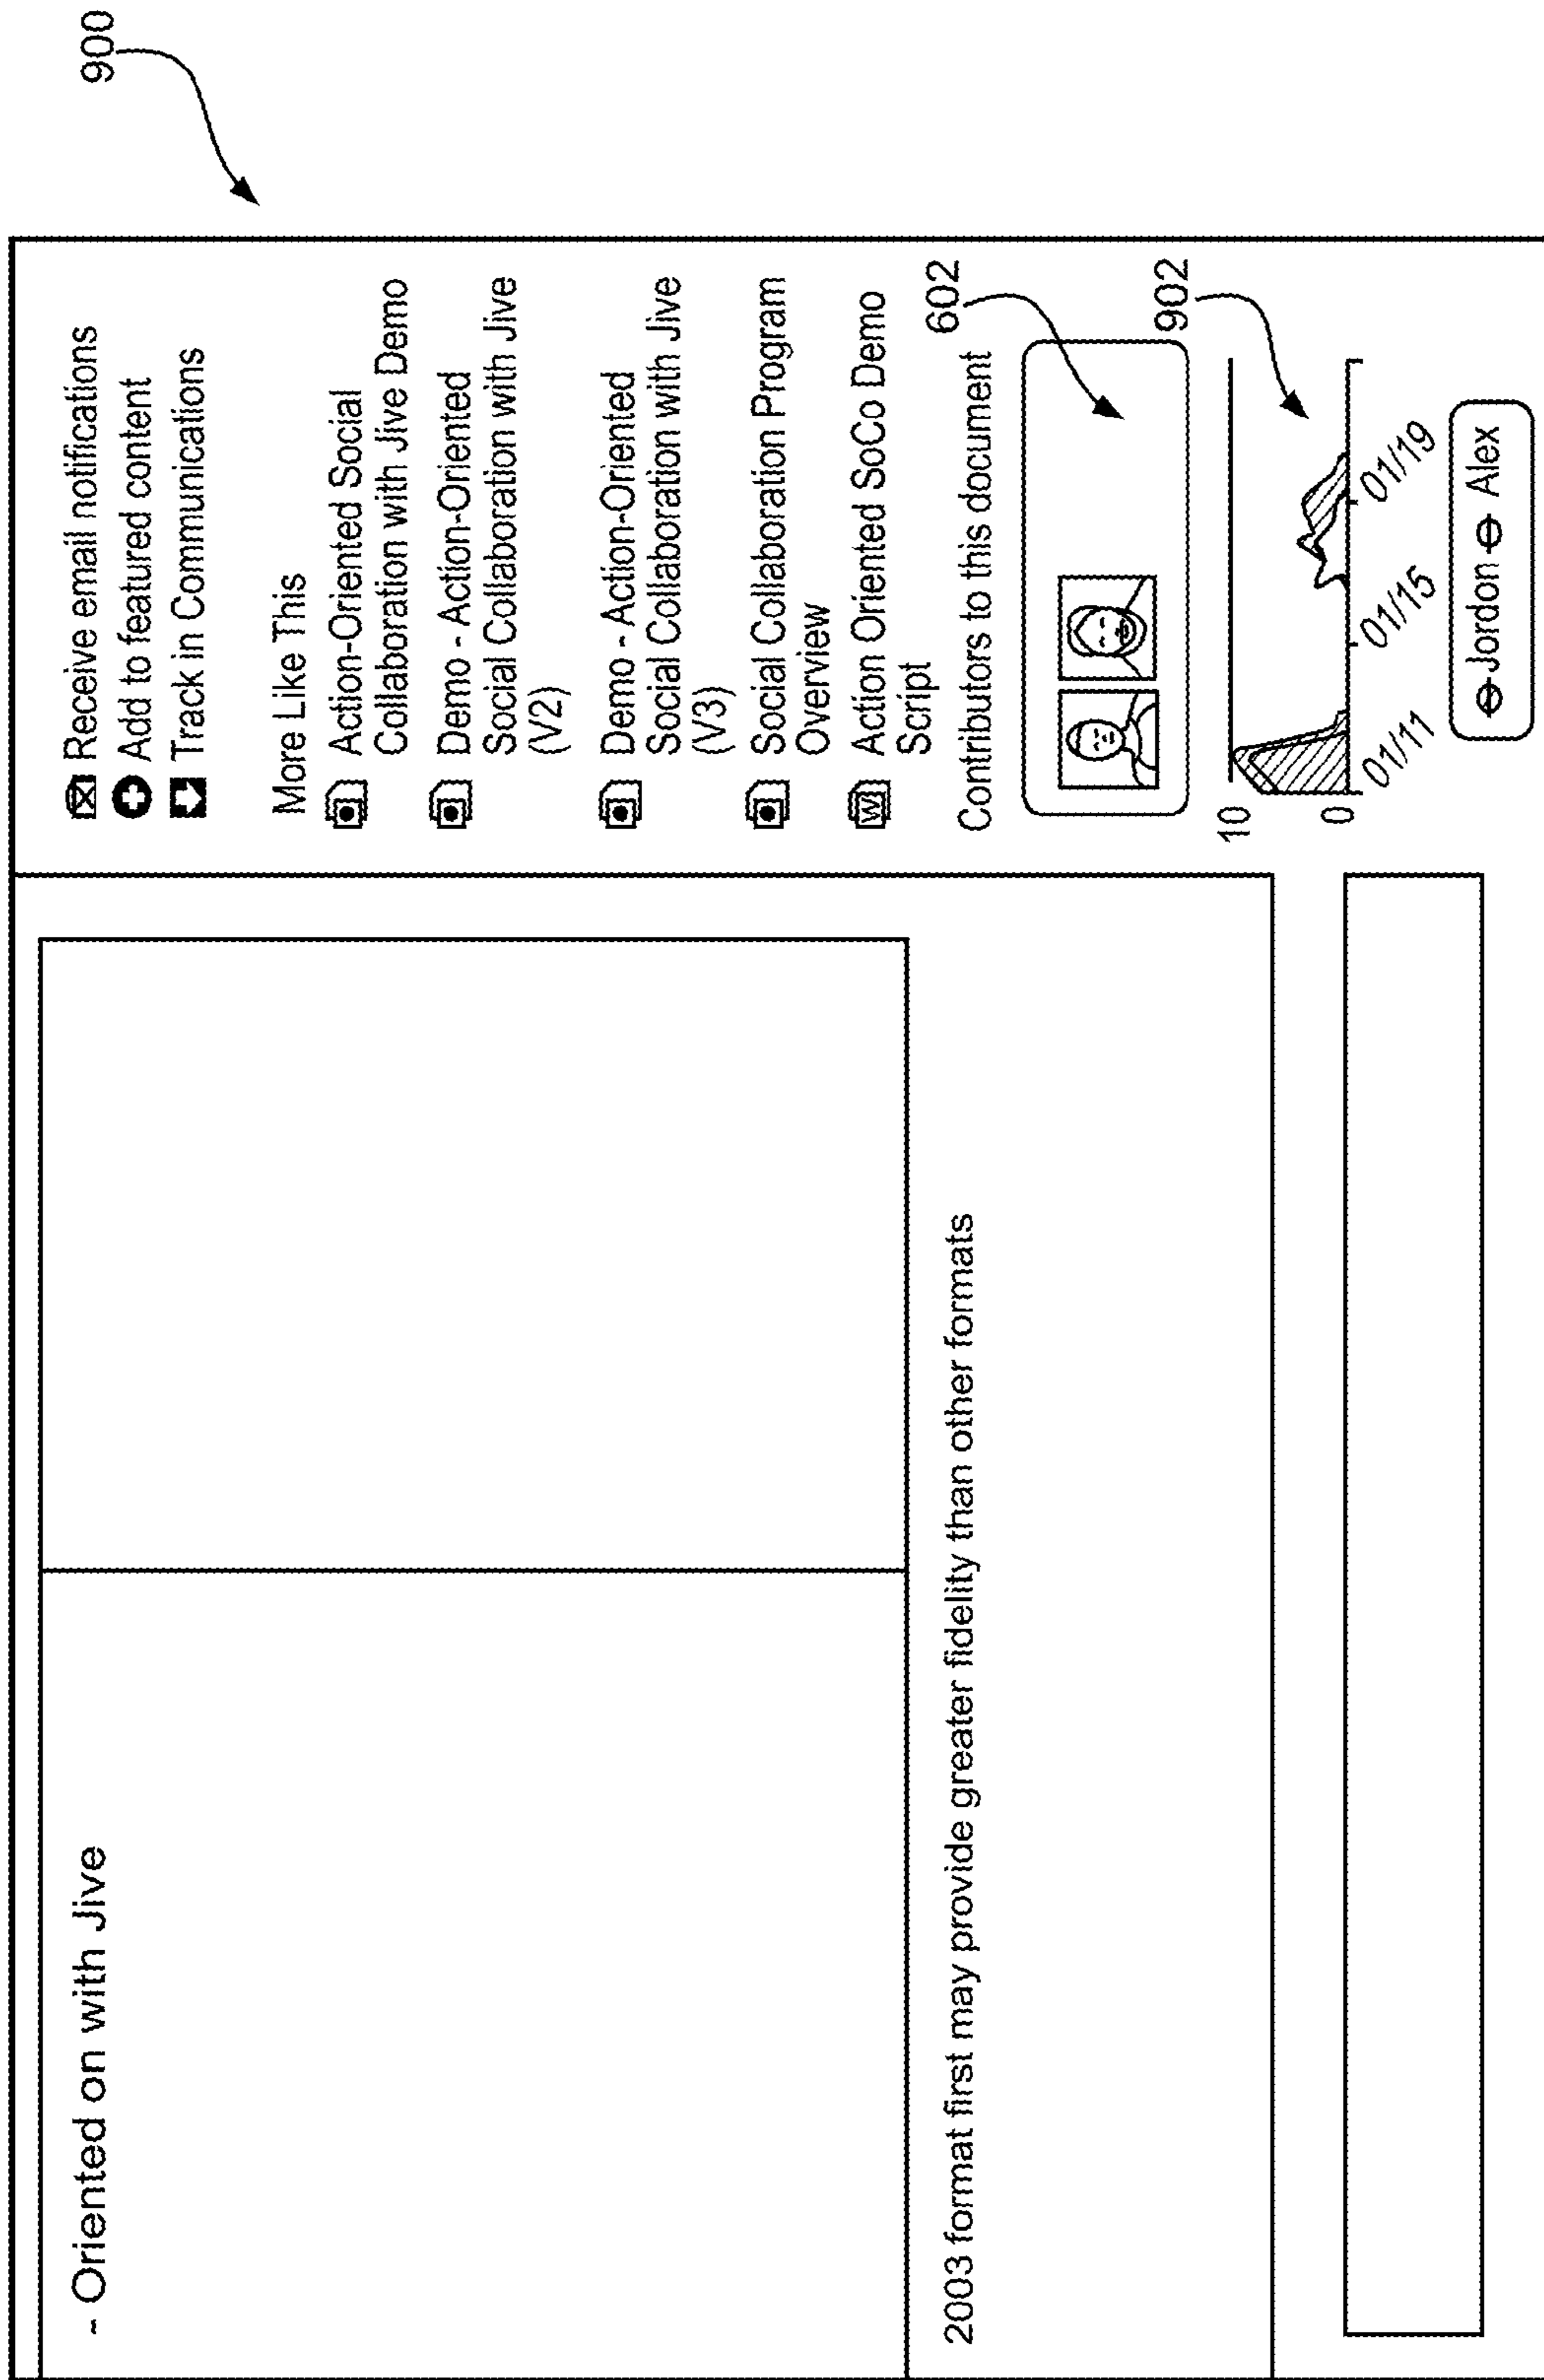 900
- Oriented on with Jive
2003 format first may provide greater fidelity than other formats
Receive email notifications
Add to featured content
Track in Communications
More Like This
Action-Oriented Social
Collaboration with Jive Demo
Demo - Action-Oriented
Social Collaboration with Jive
(V2)
Demo - Action-Oriented
Social Collaboration with Jive
(V3)
Social Collaboration Program
Overview
W Action Oriented SoCo Demo
Script
Contributors to this document
602
902
10
0
01/11
01/15
01/19
Jordon Alex